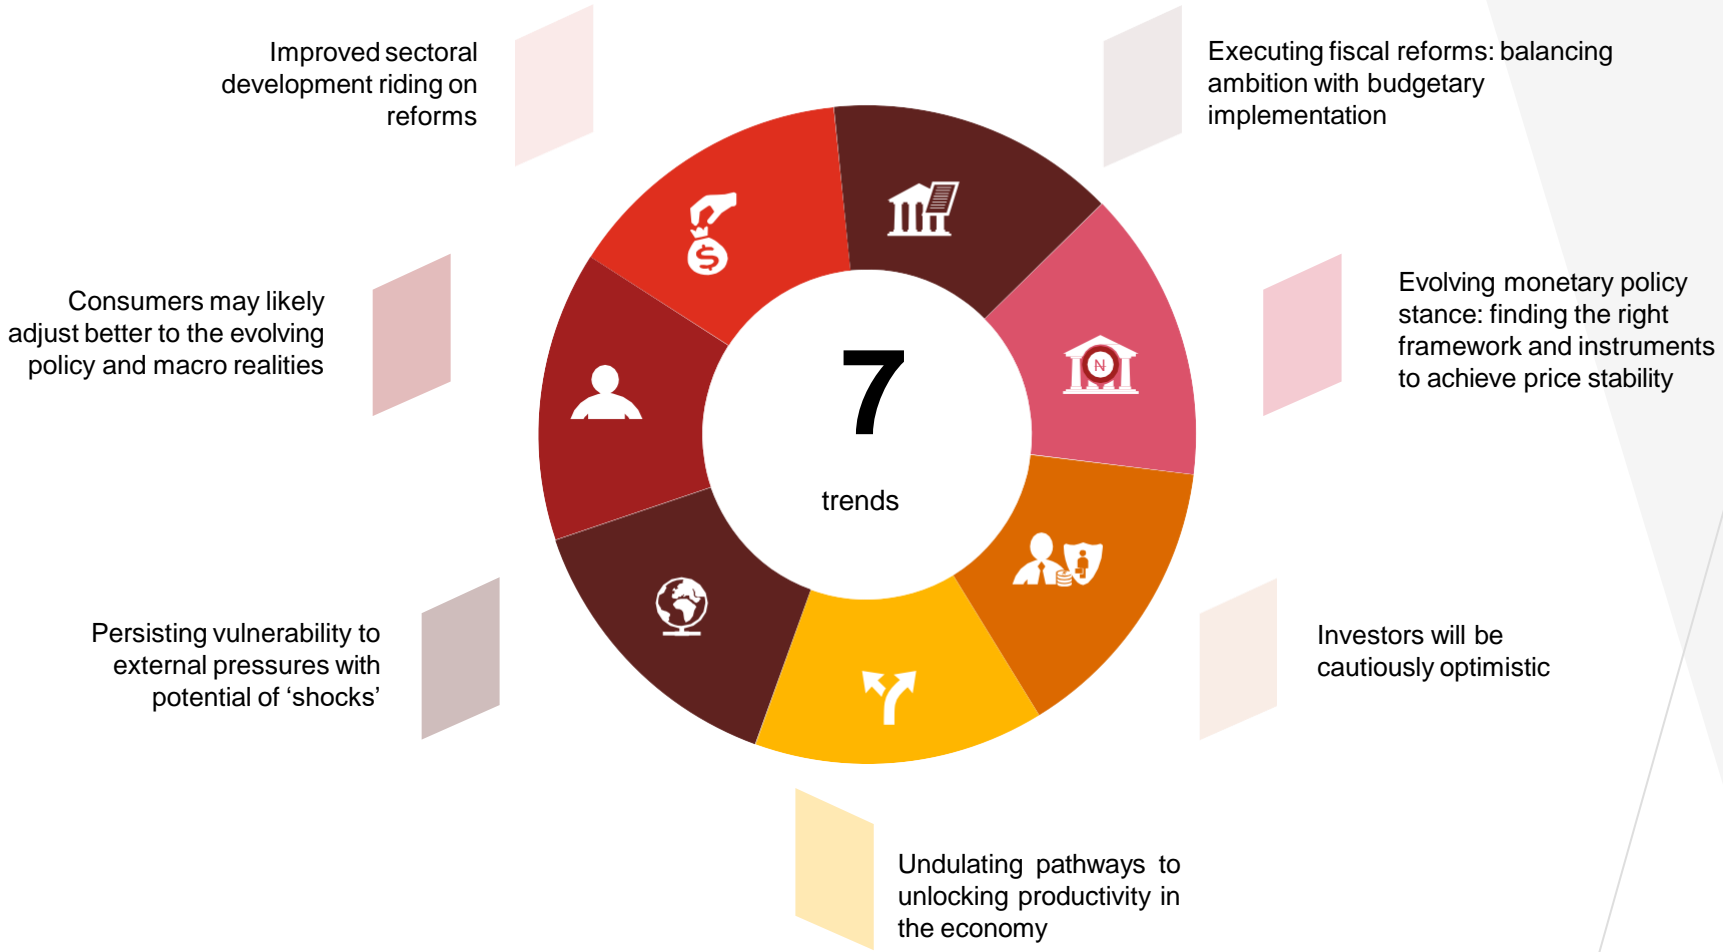 Improved sectoral
development riding on
reforms
Executing fiscal reforms: balancing
ambition with budgetary
implementation
Consumers may likely
adjust better to the evolving
policy and macro realities
Evolving monetary policy
stance: finding the right
framework and instruments
to achieve price stability
$
₦
7
trends
Persisting vulnerability to
external pressures with
potential of ‘shocks’
Investors will be
cautiously optimistic
Undulating pathways to
unlocking productivity in
the economy